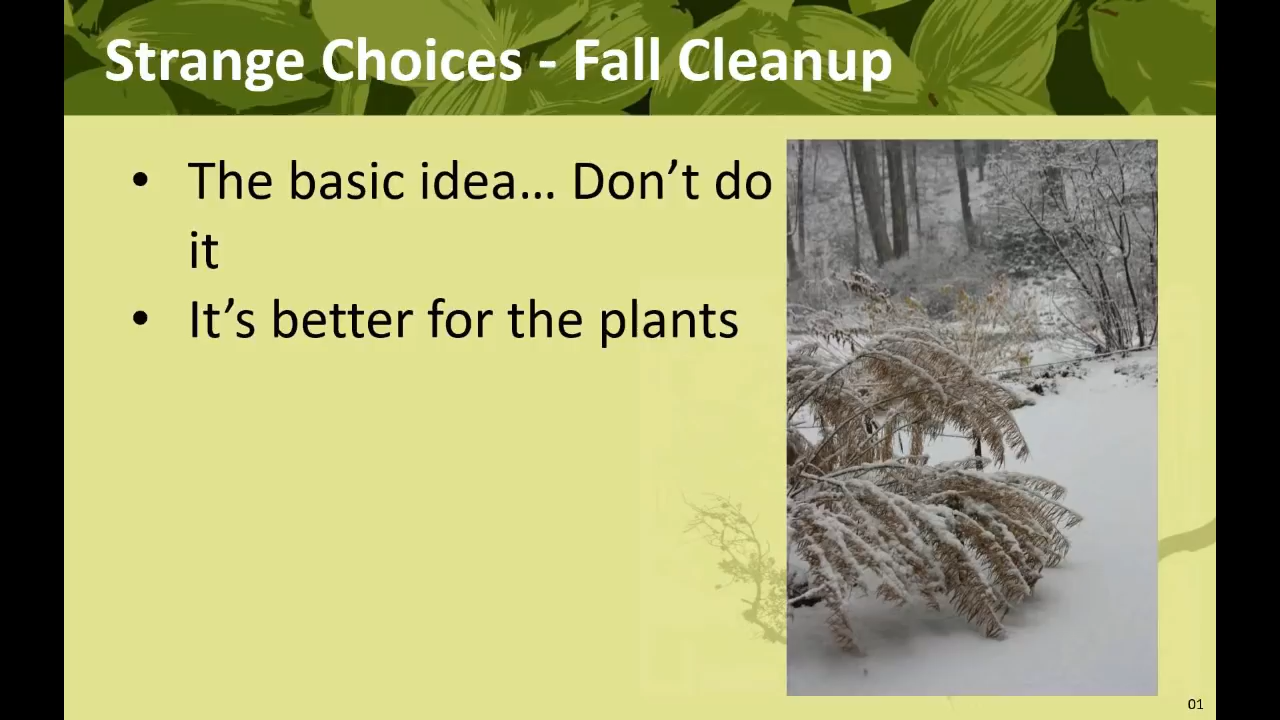 Strange Choices - Fall Cleanup
• The basic idea… Don’t do
it
• It’s better for the plants
01